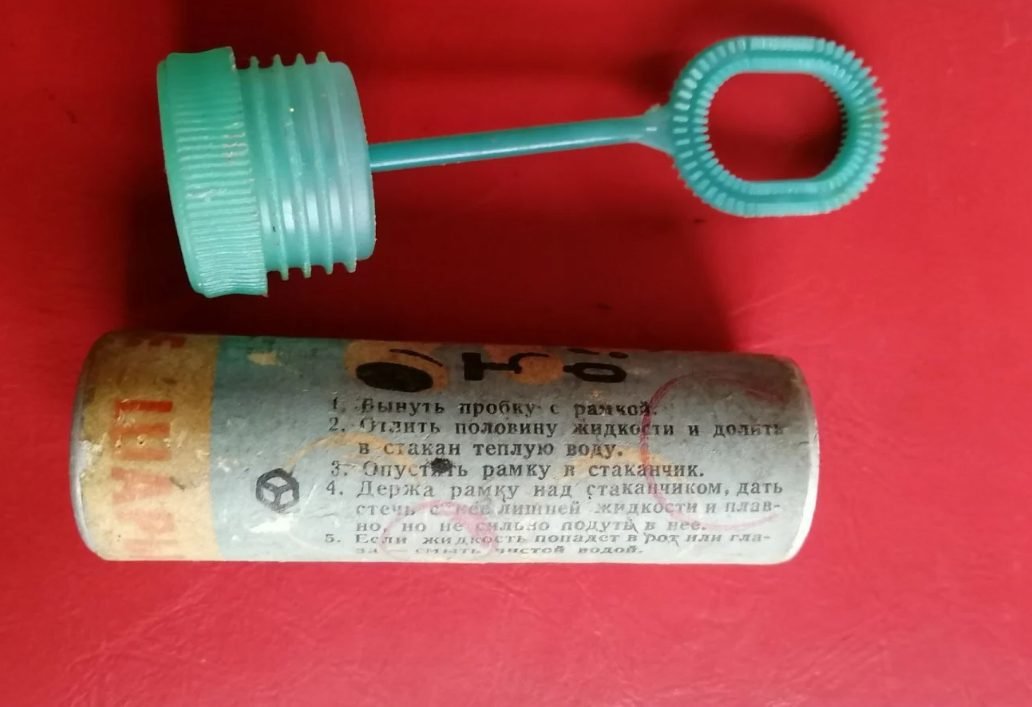 Е
ШАР
1. Вынуть пробку с рамкой.
2. Отлить половину жидкости и долить
в стакан теплую воду.
3. Опустить рамку в стаканчик.
4. Держа рамку над стаканчиком, дать
стечь с нее лишней жидкости и плав-
но, но не сильно подуть в нее.
5. Если жидкость попадет в рот или гла-
за — смыть чистой водой.